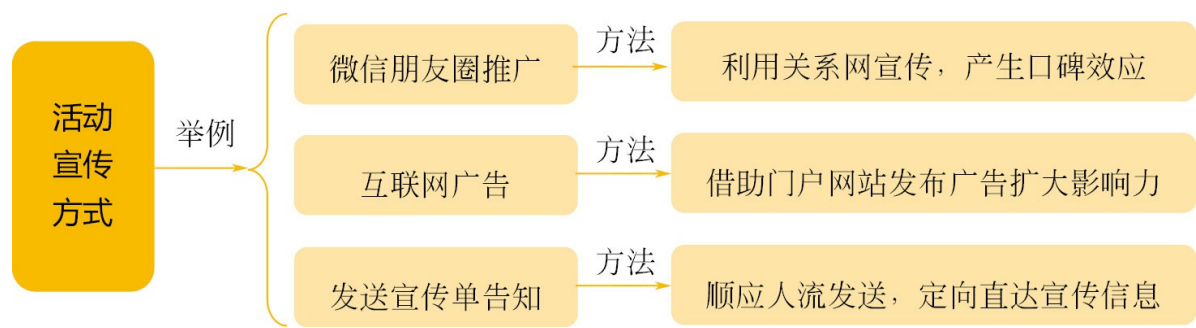 活动
宣传
方式
举例
微信朋友圈推广
方法
利用关系网宣传，产生口碑效应
互联网广告
方法
借助门户网站发布广告扩大影响力
发送宣传单告知
方法
顺应人流发送，定向直达宣传信息